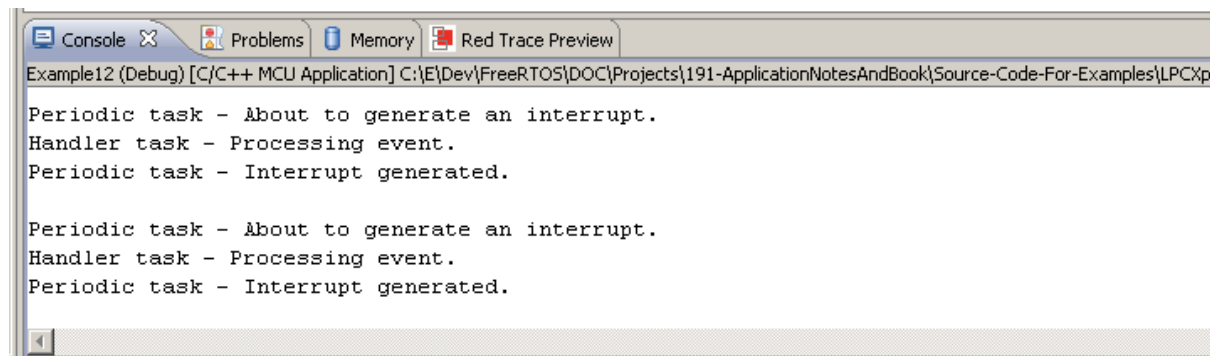 Console Problems Memory Red Trace Preview
Example12 (Debug) [C/C++ MCU Application] C:\E\Dev\FreeRTOS\DOC\Projects\191-ApplicationNotesAndBook\Source-Code-For-Examples\LPCXp
Periodic task - About to generate an interrupt.
Handler task - Processing event.
Periodic task - Interrupt generated.
Periodic task - About to generate an interrupt.
Handler task - Processing event.
Periodic task - Interrupt generated.